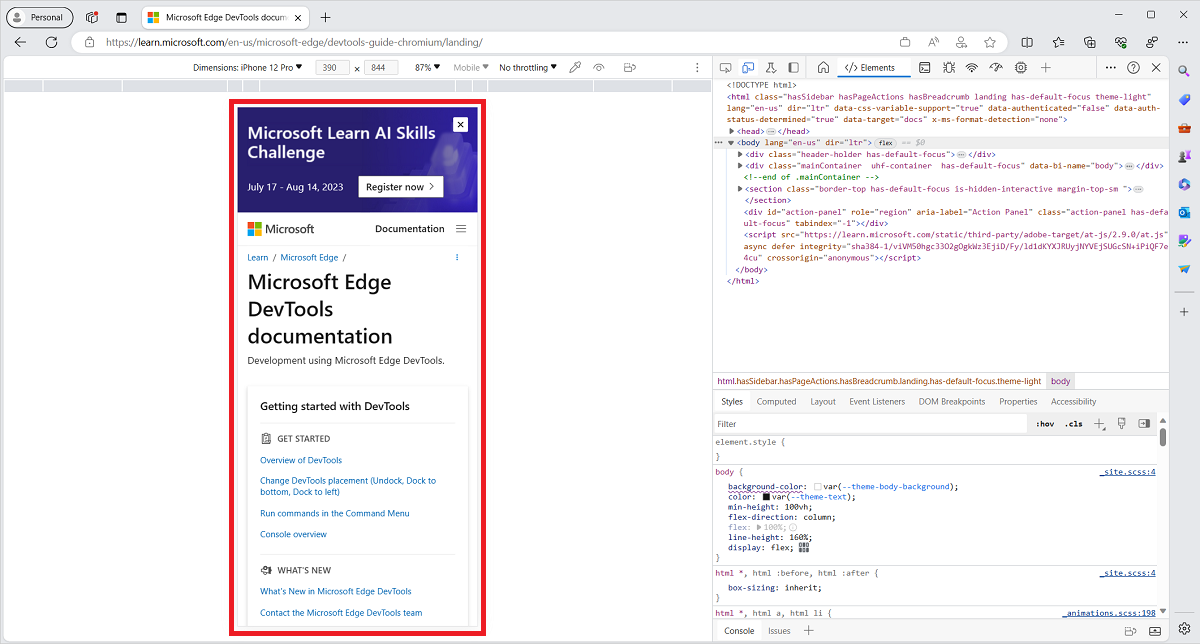 Personal
Microsoft Edge DevTools docum
https://learn.microsoft.com/en-us/microsoft-edge/devtools-guide-chromium/landing/
Dimensions: iPhone 12 Pro
390 x 844
87%
Mobile
No throttling
Microsoft Learn AI Skills
Challenge
July 17 - Aug 14, 2023
Register now
Microsoft
Documentation
Learn / Microsoft Edge /
Microsoft Edge
DevTools
documentation
Development using Microsoft Edge DevTools.
Getting started with DevTools
GET STARTED
Overview of DevTools
Change DevTools placement (Undock, Dock to
bottom, Dock to left)
Run commands in the Command Menu
Console overview
WHAT'S NEW
What's New in Microsoft Edge DevTools
Contact the Microsoft Edge DevTools team
</> Elements
<!DOCTYPE html>
<html class="hasSidebar hasPageActions hasBreadcrumb landing has-default-focus theme-light"
lang="en-us" dir="ltr" data-css-variable-support="true" data-authenticated="false" data-auth-
status-determined="true" data-target="docs" x-ms-format-detection="none">
<head> … </head>
… <body lang="en-us" dir="ltr"> flex == $0
<div class="header-holder has-default-focus"> … </div>
<div class="mainContainer uhf-container has-default-focus" data-bi-name="body"> … </div>
<!--end of .mainContainer -->
<section class="border-top has-default-focus is-hidden-interactive margin-top-sm "> …
</section>
<div id="action-panel" role="region" aria-label="Action Panel" class="action-panel has-defa
ult-focus" tabindex="-1"></div>
<script src="https://learn.microsoft.com/static/third-party/adobe-target/at-js/2.9.0/at.js"
async defer integrity="sha384-1/viVM50hgc33O2gOgkWz3EjiD/Fy/ld1dKYXJRUyjNYVEjSUGcSN+iPiQF7e
4cu" crossorigin="anonymous"></script>
</body>
</html>
html.hasSidebar.hasPageActions.hasBreadcrumb.landing.has-default-focus.theme-light
body
Styles
Computed
Layout
Event Listeners
DOM Breakpoints
Properties
Accessibility
Filter
:hov
.cls
element.style {
}
body {
_site.scss:4
background-color: var(--theme-body-background);
color: var(--theme-text);
min-height: 100vh;
flex-direction: column;
flex: 100%;
line-height: 160%;
display: flex;
}
html *, html :before, html :after {
_site.scss:4
box-sizing: inherit;
}
html *, html a, html li {
_animations.scss:198
Console
Issues